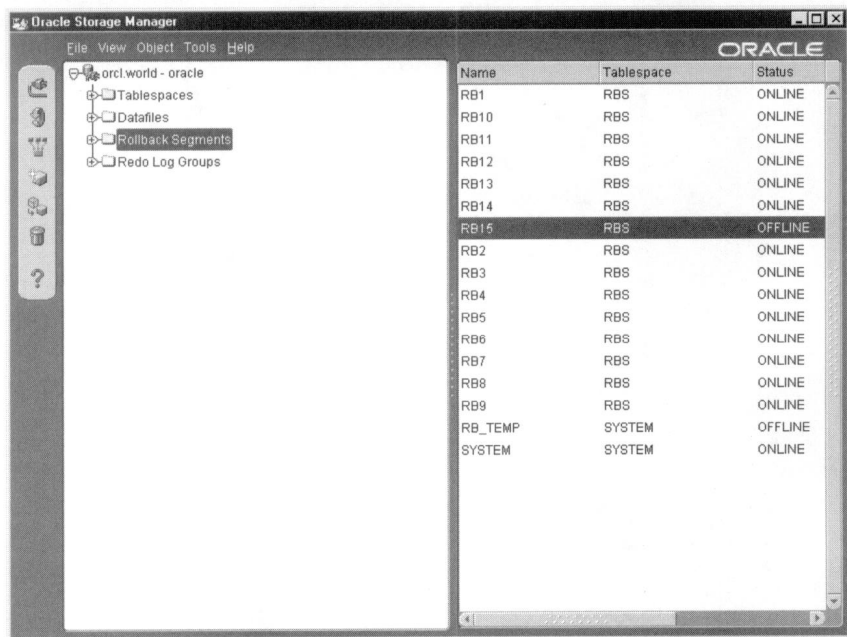 Oracle Storage Manager
File View Object Tools Help
ORACLE
orcl.world - oracle
Tablespaces
Datafiles
Rollback Segments
Redo Log Groups
Name Tablespace Status
RB1 RBS ONLINE
RB10 RBS ONLINE
RB11 RBS ONLINE
RB12 RBS ONLINE
RB13 RBS ONLINE
RB14 RBS ONLINE
RB15 RBS OFFLINE
RB2 RBS ONLINE
RB3 RBS ONLINE
RB4 RBS ONLINE
RB5 RBS ONLINE
RB6 RBS ONLINE
RB7 RBS ONLINE
RB8 RBS ONLINE
RB9 RBS ONLINE
RB_TEMP SYSTEM OFFLINE
SYSTEM SYSTEM ONLINE
?